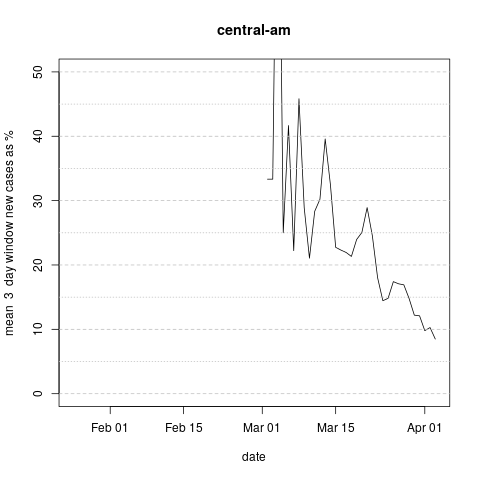 central-am
mean 3 day window new cases as %
50
40
30
20
10
0
Feb 01
Feb 15
Mar 01
Mar 15
Apr 01
date